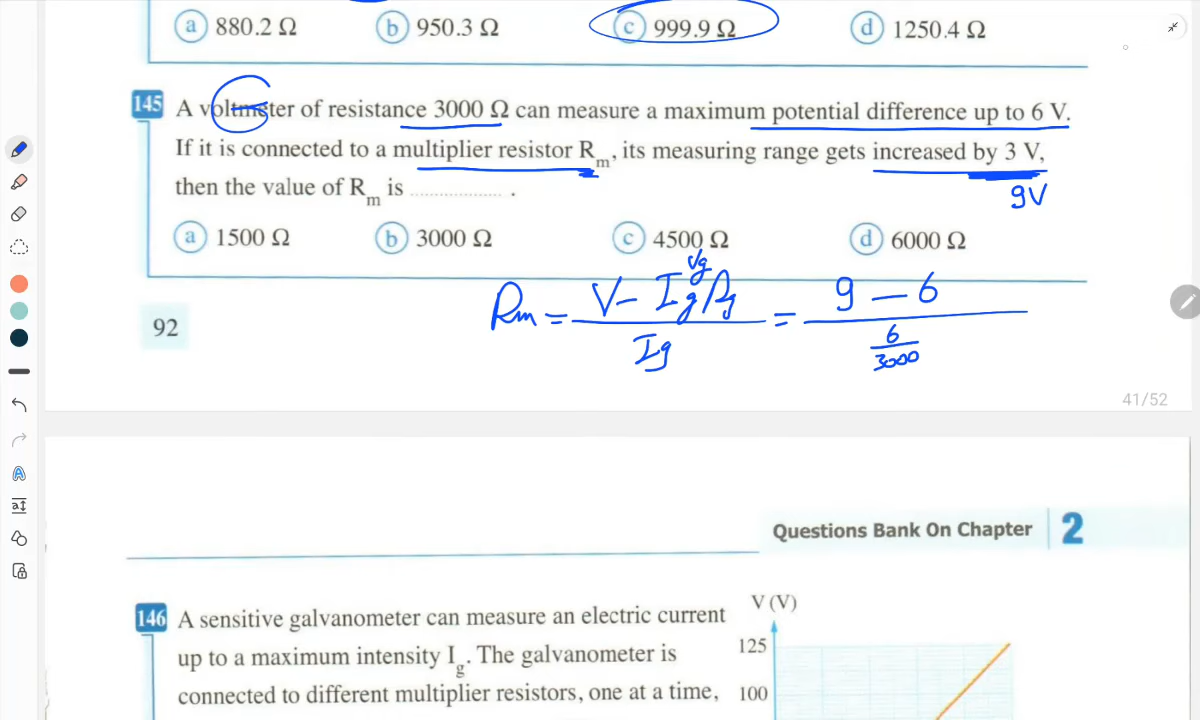 a 880.2 Ω b 950.3 Ω c 999.9 Ω d 1250.4 Ω
145 A voltmeter of resistance 3000 Ω can measure a maximum potential difference up to 6 V.
If it is connected to a multiplier resistor Rm, its measuring range gets increased by 3 V,
9V
then the value of Rm is .................. .
a 1500 Ω b 3000 Ω c 4500 Ω d 6000 Ω
Vg
Rm = V - Ig Rg / Ig = 9 - 6 / 6/3000
92
41/52
Questions Bank On Chapter 2
146 A sensitive galvanometer can measure an electric current
up to a maximum intensity Ig. The galvanometer is
connected to different multiplier resistors, one at a time,
V (V)
125
100